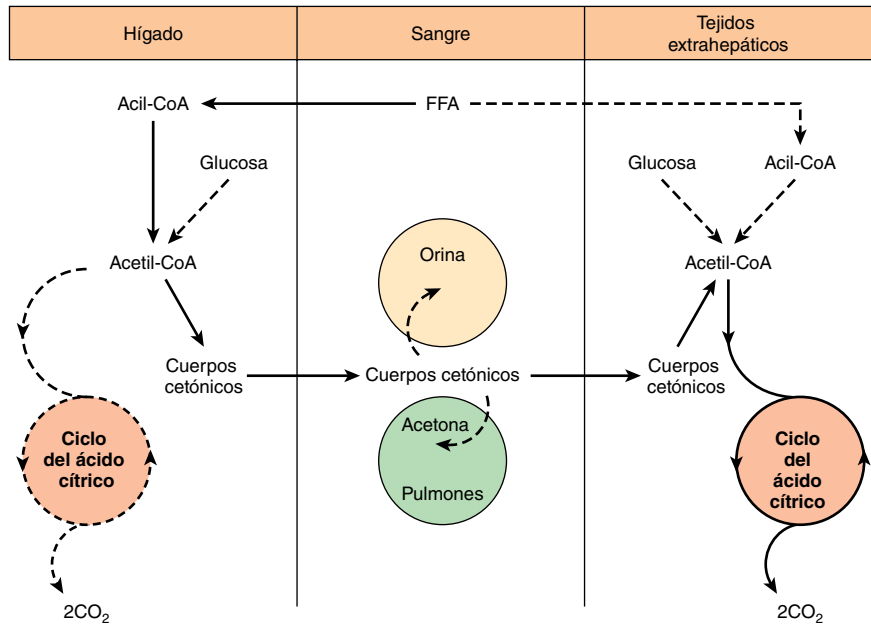 Hígado
Sangre
Tejidos
extrahepáticos
Acil-CoA
FFA
Glucosa
Glucosa
Acil-CoA
Orina
Acetil-CoA
Acetil-CoA
Cuerpos
cetónicos
Cuerpos cetónicos
Cuerpos
cetónicos
Acetona
Pulmones
Ciclo
del ácido
cítrico
Ciclo
del
ácido
cítrico
2CO₂
2CO₂